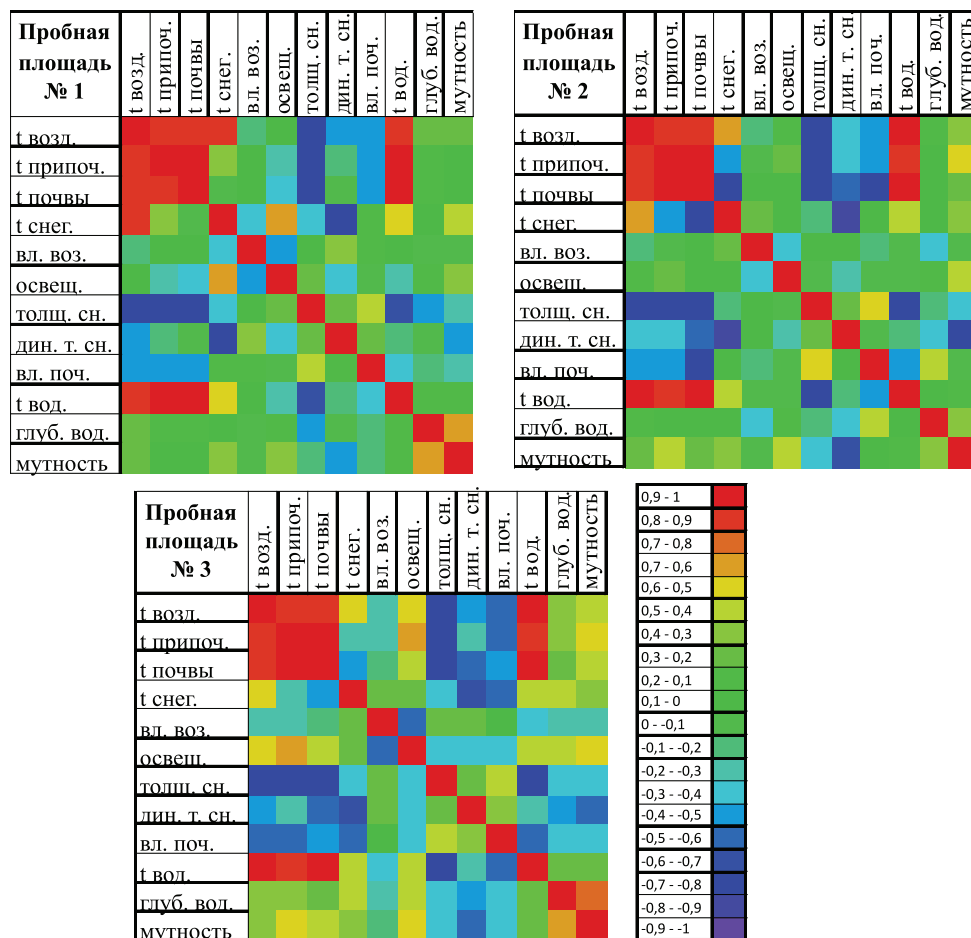 Пробная
площадь
№ 1
t возд.
t припоч.
t почвы
t снег.
вл. воз.
освещ.
толщ. сн.
дин. т. сн.
вл. поч.
t вод.
глуб. вод.
мутность
t возд.
t припоч.
t почвы
t снег.
вл. воз.
освещ.
толщ. сн.
дин. т. сн.
вл. поч.
t вод.
глуб. вод.
мутность
Пробная
площадь
№ 2
t возд.
t припоч.
t почвы
t снег.
вл. воз.
освещ.
толщ. сн.
дин. т. сн.
вл. поч.
t вод.
глуб. вод.
мутность
t возд.
t припоч.
t почвы
t снег.
вл. воз.
освещ.
толщ. сн.
дин. т. сн.
вл. поч.
t вод.
глуб. вод.
мутность
Пробная
площадь
№ 3
t возд.
t припоч.
t почвы
t снег.
вл. воз.
освещ.
толщ. сн.
дин. т. сн.
вл. поч.
t вод.
глуб. вод.
мутность
t возд.
t припоч.
t почвы
t снег.
вл. воз.
освещ.
толщ. сн.
дин. т. сн.
вл. поч.
t вод.
глуб. вод.
мутность
0,9 - 1
0,8 - 0,9
0,7 - 0,8
0,7 - 0,6
0,6 - 0,5
0,5 - 0,4
0,4 - 0,3
0,3 - 0,2
0,2 - 0,1
0,1 - 0
0 - -0,1
-0,1 - -0,2
-0,2 - -0,3
-0,3 - -0,4
-0,4 - -0,5
-0,5 - -0,6
-0,6 - -0,7
-0,7 - -0,8
-0,8 - -0,9
-0,9 - -1